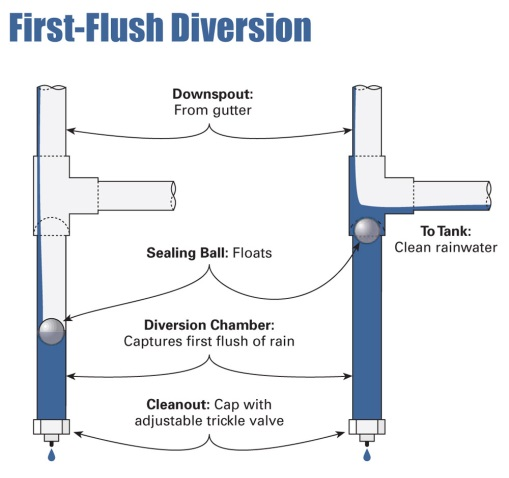 First-Flush Diversion
Downspout:
From gutter
To Tank:
Clean rainwater
Sealing Ball: Floats
Diversion Chamber:
Captures first flush of rain
Cleanout: Cap with
adjustable trickle valve